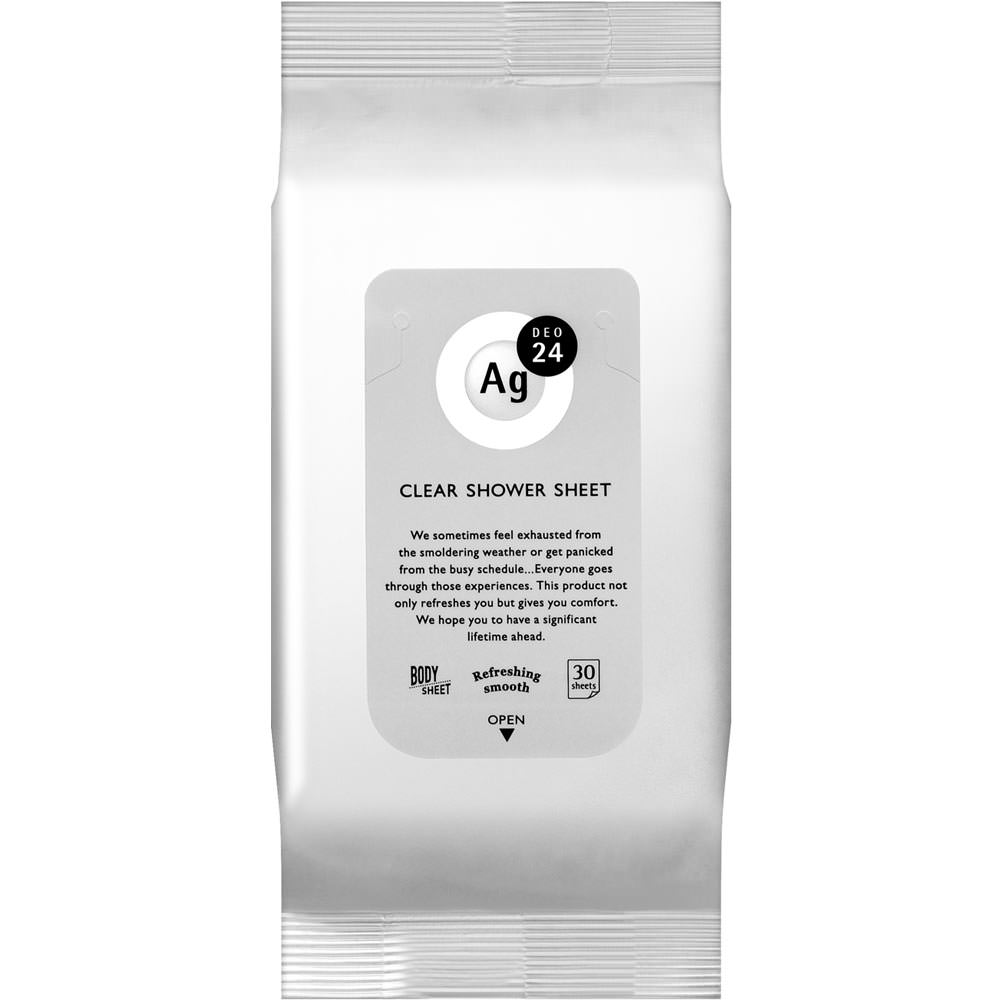 DEO
24
Ag
CLEAR SHOWER SHEET
We sometimes feel exhausted from
the smoldering weather or get panicked
from the busy schedule...Everyone goes
through those experiences. This product not
only refreshes you but gives you comfort.
We hope you to have a significant
lifetime ahead.
BODY
SHEET
Refreshing
smooth
30
sheets
OPEN